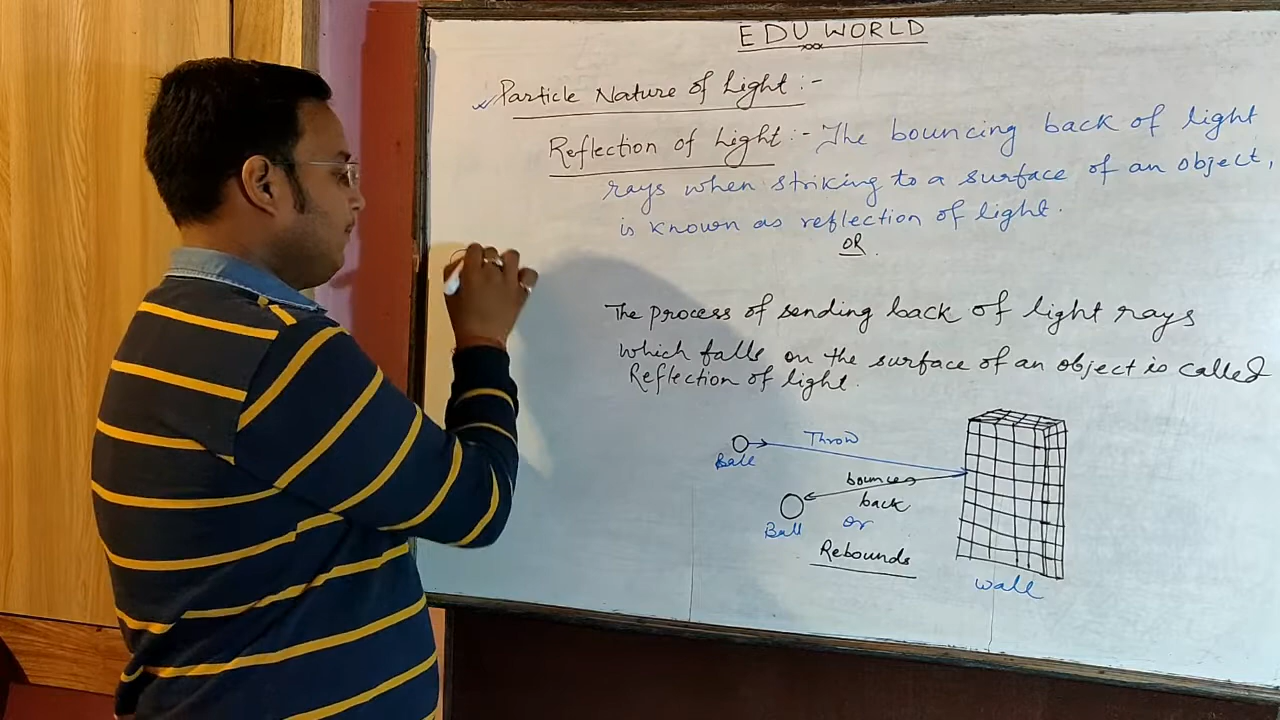 EDU WORLD
Particle Nature of Light :-
Reflection of Light :- The bouncing back of light
rays when striking to a surface of an object,
is known as reflection of light.
OR.
The process of sending back of light rays
which falls on the surface of an object is called
Reflection of light.
Throw
Ball
bounces
back
Ball
or
Rebounds
wall